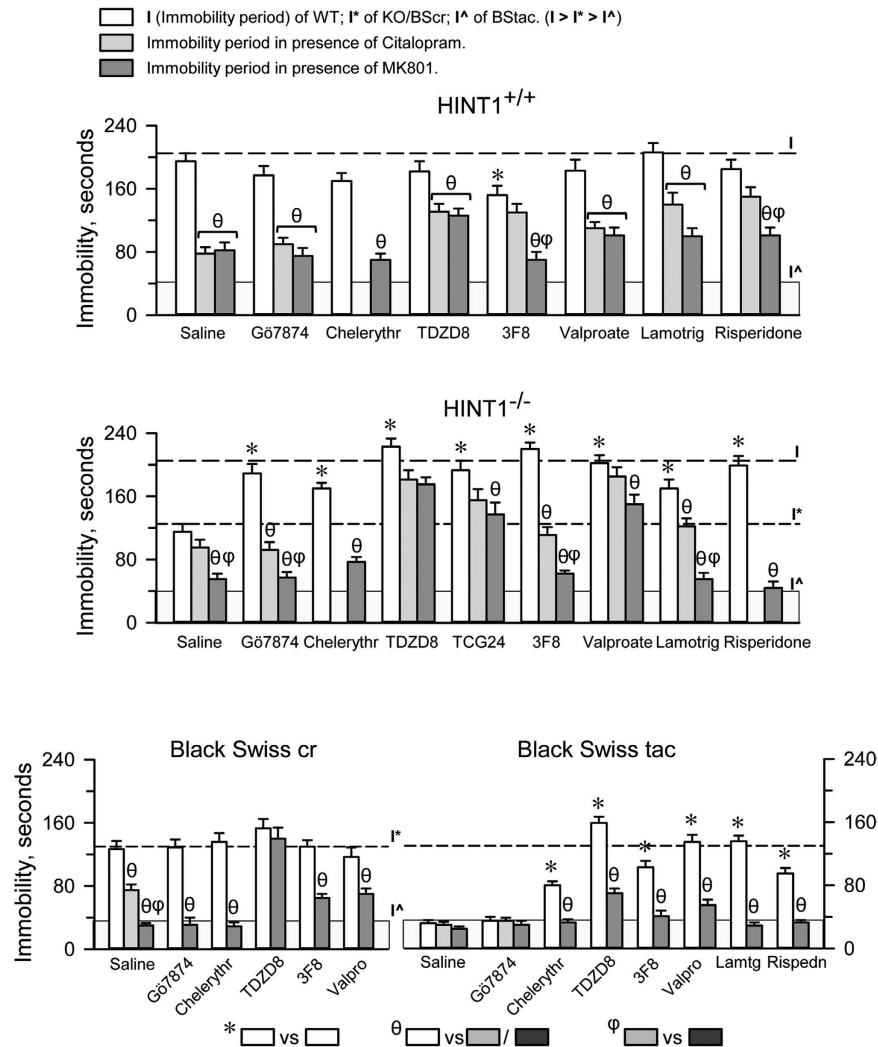 I (Immobility period) of WT; I* of KO/BScr; I^ of BStac. (I > I* > I^)
Immobility period in presence of Citalopram.
Immobility period in presence of MK801.
HINT1+/+
Immobility, seconds
240
160
80
0
I
I^
*
θ θ θ θ θφ θ θ θφ
Saline Gö7874 Chelerythr TDZD8 3F8 Valproate Lamotrig Risperidone
HINT1-/-
Immobility, seconds
240
160
80
0
I
I*
I^
* * * * * * * *
θφ θ θφ θ θ θφ θ θ θφ θ
Saline Gö7874 Chelerythr TDZD8 TCG24 3F8 Valproate Lamotrig Risperidone
Black Swiss cr
Immobility, seconds
240
160
80
0
I*
I^
θ θφ θ θ θ θ
Saline Gö7874 Chelerythr TDZD8 3F8 Valpro
Black Swiss tac
240
160
80
0
* * * * * *
θ θ θ θ θ θ
Saline Gö7874 Chelerythr TDZD8 3F8 Valpro Lamtg Rispedn
* vs
θ vs /
φ vs